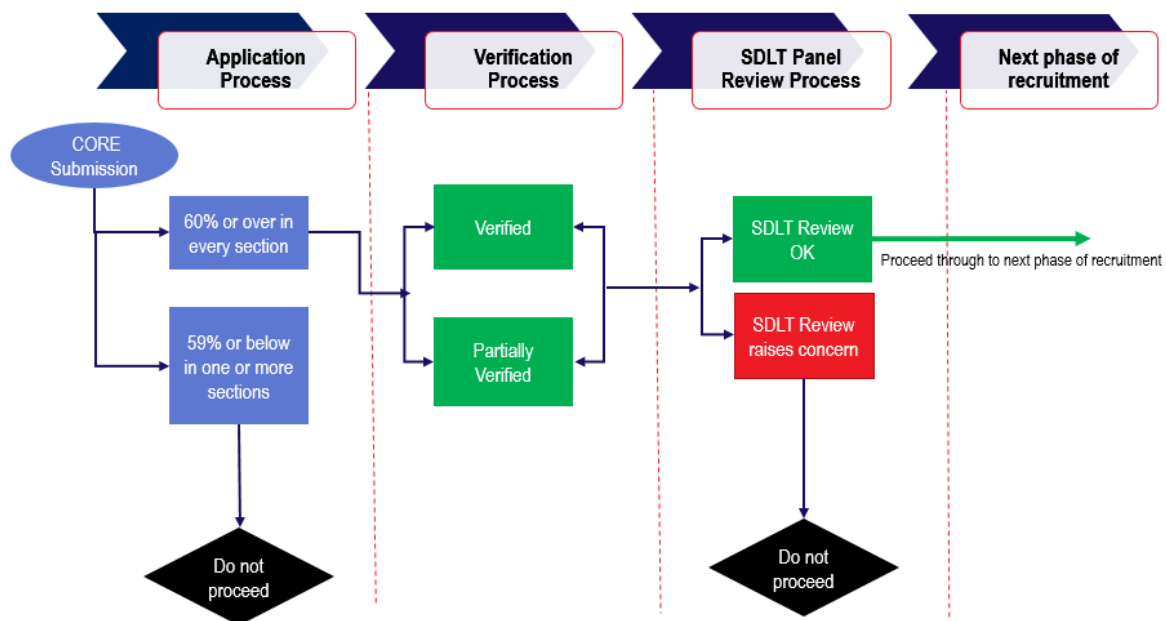 Application
Process
Verification
Process
SDLT Panel
Review Process
Next phase of
recruitment
CORE
Submission
60% or over in
every section
59% or below
in one or more
sections
Do not
proceed
Verified
Partially
Verified
SDLT Review
OK
SDLT Review
raises concern
Do not
proceed
Proceed through to next phase of recruitment